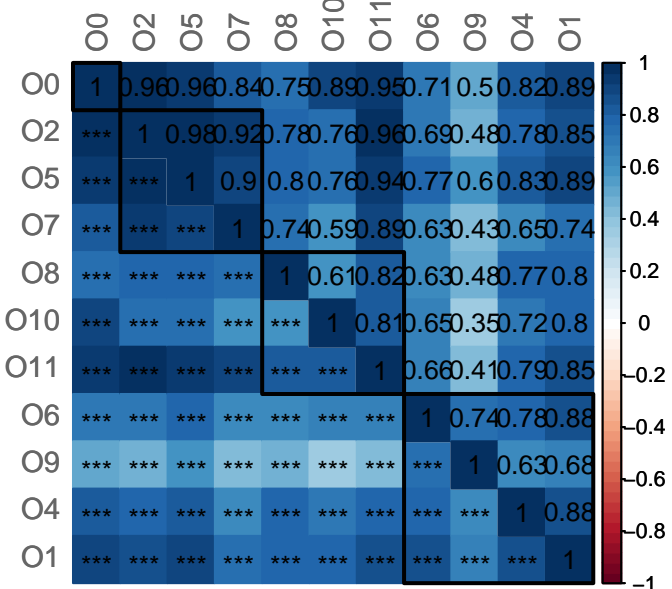 O0 O2 O5 O7 O8 O10 O11 O6 O9 O4 O1
O0 1 0.96 0.96 0.84 0.75 0.89 0.95 0.71 0.5 0.82 0.89 1
O2 *** 1 0.98 0.92 0.78 0.76 0.96 0.69 0.48 0.78 0.85 0.8
O5 *** *** 1 0.9 0.8 0.76 0.94 0.77 0.6 0.83 0.89 0.6
O7 *** *** *** 1 0.74 0.59 0.89 0.63 0.43 0.65 0.74 0.4
O8 *** *** *** *** 1 0.61 0.82 0.63 0.48 0.77 0.8 0.2
O10 *** *** *** *** *** 1 0.81 0.65 0.35 0.72 0.8 0
O11 *** *** *** *** *** *** 1 0.66 0.41 0.79 0.85 −0.2
O6 *** *** *** *** *** *** *** 1 0.74 0.78 0.88 −0.4
O9 *** *** *** *** *** *** *** *** 1 0.63 0.68 −0.6
O4 *** *** *** *** *** *** *** *** *** 1 0.88 −0.8
O1 *** *** *** *** *** *** *** *** *** *** 1 −1